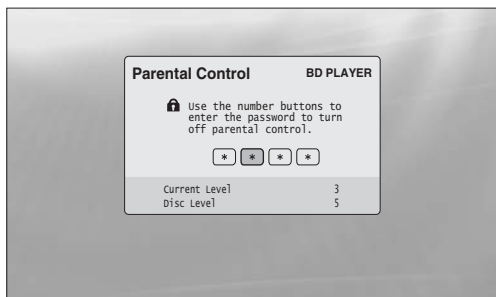 Parental Control BD PLAYER
Use the number buttons to
enter the password to turn
off parental control.
* * * *
Current Level 3
Disc Level 5